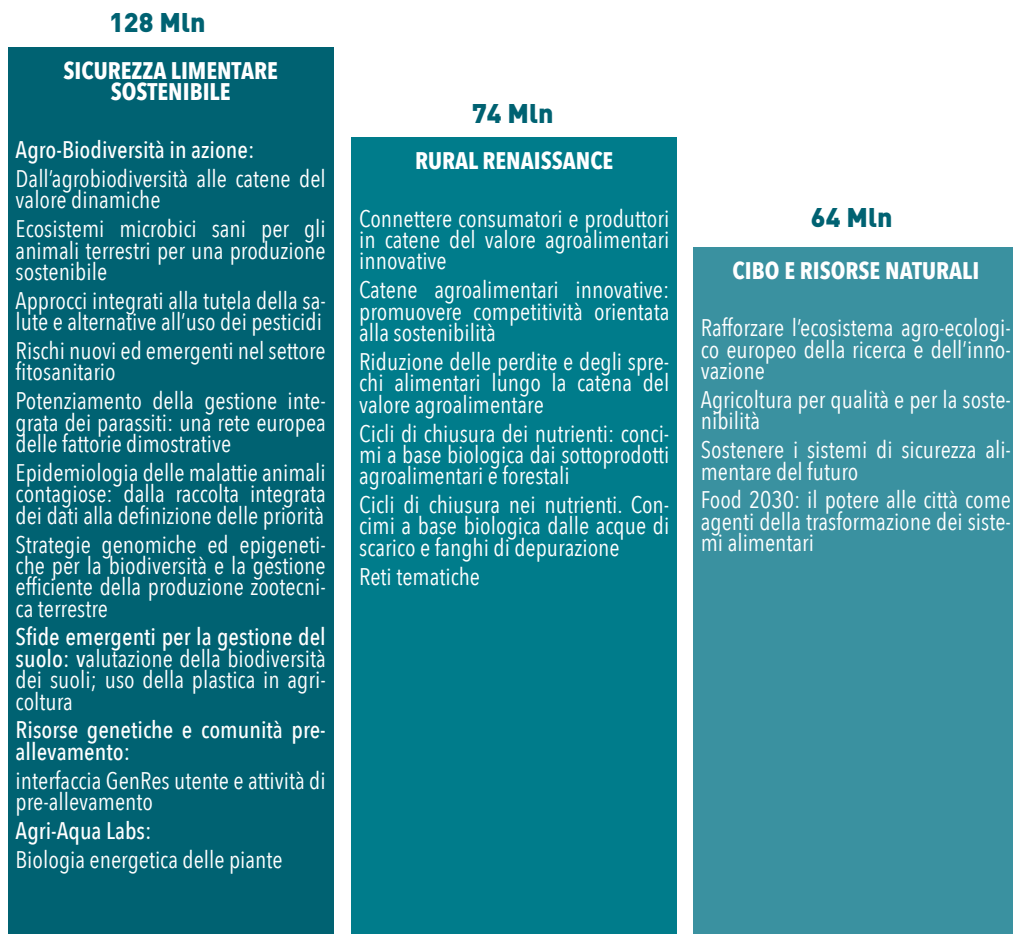 128 Mln
SICUREZZA LIMENTARE
SOSTENIBILE
Agro-Biodiversità in azione:
Dall'agrobiodiversità alle catene del
valore dinamiche
Ecosistemi microbici sani per gli
animali terrestri per una produzione
sostenibile
Approcci integrati alla tutela della sa-
lute e alternative all'uso dei pesticidi
Rischi nuovi ed emergenti nel settore
fitosanitario
Potenziamento della gestione inte-
grata dei parassiti: una rete europea
delle fattorie dimostrative
Epidemiologia delle malattie animali
contagiose: dalla raccolta integrata
dei dati alla definizione delle priorità
Strategie genomiche ed epigeneti-
che per la biodiversità e la gestione
efficiente della produzione zootecni-
ca terrestre
Sfide emergenti per la gestione del
suolo: valutazione della biodiversità
dei suoli; uso della plastica in agri-
coltura
Risorse genetiche e comunità pre-
allevamento:
interfaccia GenRes utente e attività di
pre-allevamento
Agri-Aqua Labs:
Biologia energetica delle piante
74 Mln
RURAL RENAISSANCE
Connettere consumatori e produttori
in catene del valore agroalimentari
innovative
Catene agroalimentari innovative:
promuovere competitività orientata
alla sostenibilità
Riduzione delle perdite e degli spre-
chi alimentari lungo la catena del
valore agroalimentare
Cicli di chiusura dei nutrienti: conci-
mi a base biologica dai sottoprodotti
agroalimentari e forestali
Cicli di chiusura nei nutrienti. Con-
cimi a base biologica dalle acque di
scarico e fanghi di depurazione
Reti tematiche
64 Mln
CIBO E RISORSE NATURALI
Rafforzare l'ecosistema agro-ecologi-
co europeo della ricerca e dell'inno-
vazione
Agricoltura per qualità e per la soste-
nibilità
Sostenere i sistemi di sicurezza ali-
mentare del futuro
Food 2030: il potere alle città come
agenti della trasformazione dei siste-
mi alimentari